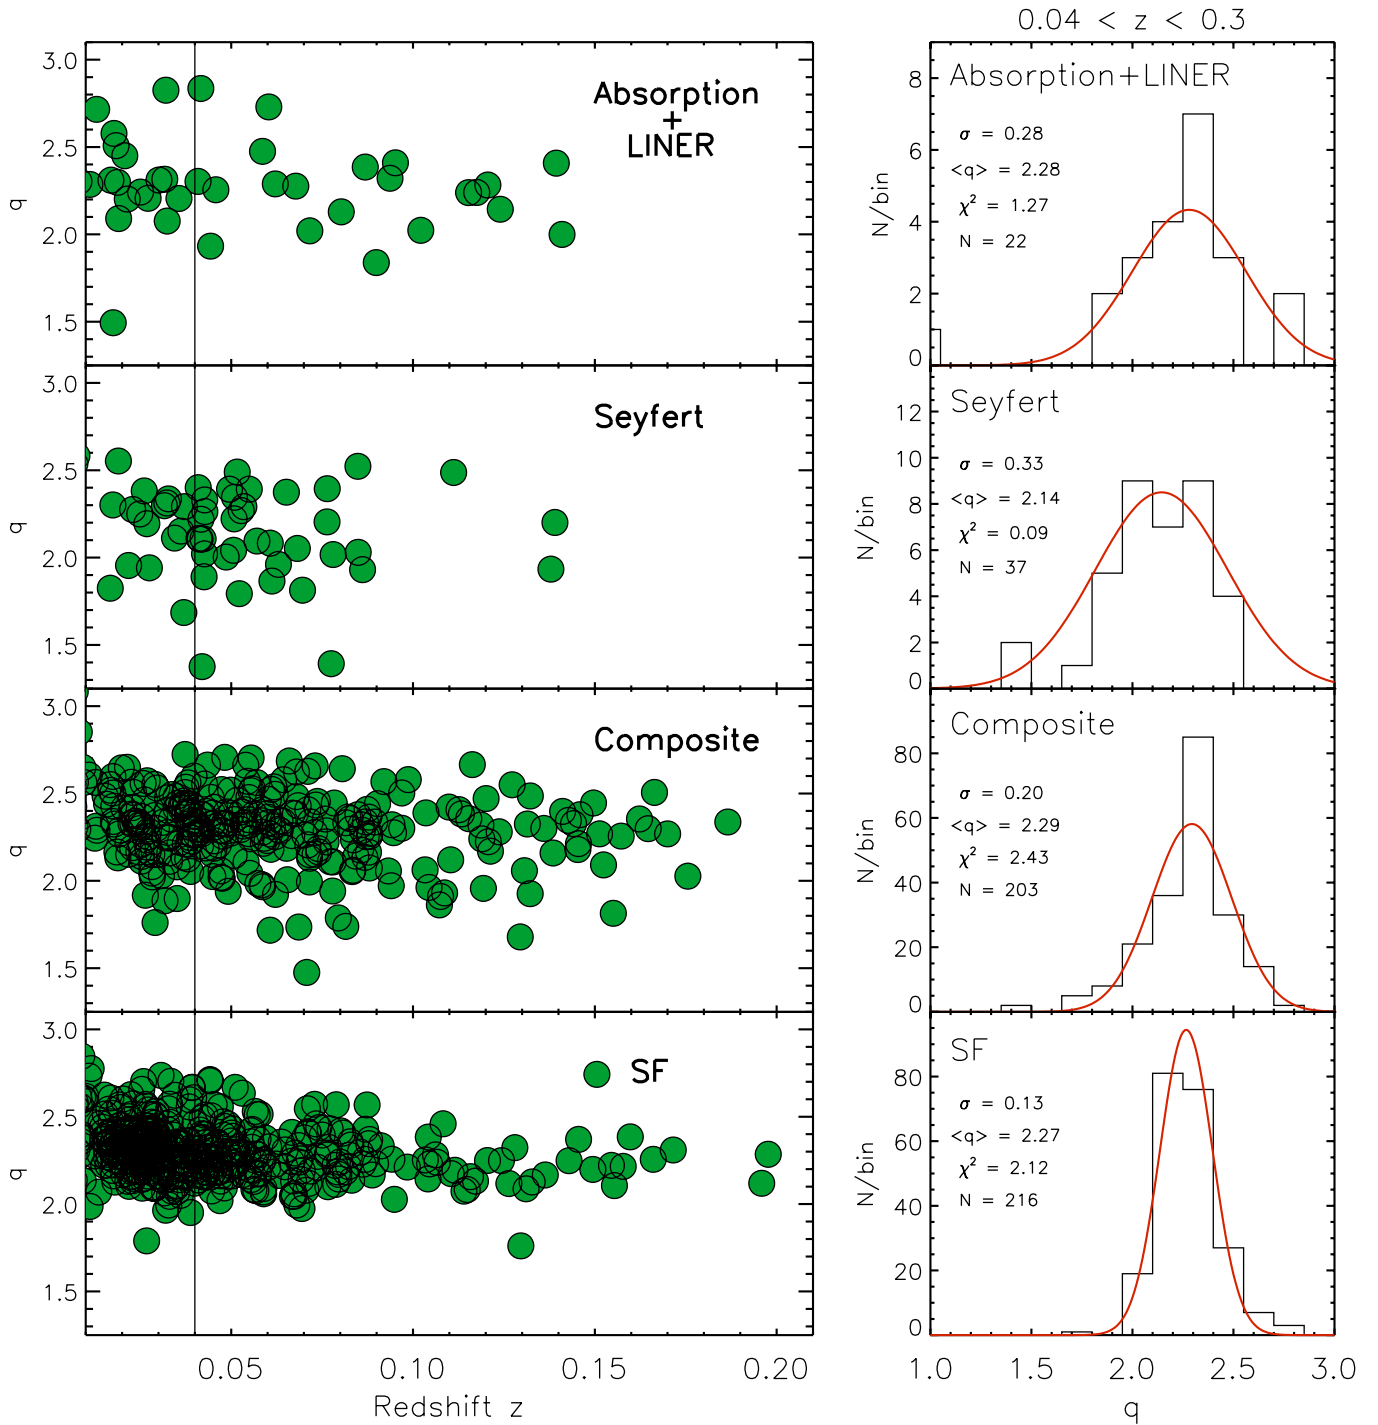 0.04 < z < 0.3
3.0
2.5
2.0
1.5
q
Absorption
+
LINER
8
6
4
2
0
N/bin
Absorption+LINER
σ = 0.28
<q> = 2.28
χ² = 1.27
N = 22
3.0
2.5
2.0
1.5
q
Seyfert
12
10
8
6
4
2
0
N/bin
Seyfert
σ = 0.33
<q> = 2.14
χ² = 0.09
N = 37
3.0
2.5
2.0
1.5
q
Composite
80
60
40
20
0
N/bin
Composite
σ = 0.20
<q> = 2.29
χ² = 2.43
N = 203
3.0
2.5
2.0
1.5
q
SF
80
60
40
20
0
N/bin
SF
σ = 0.13
<q> = 2.27
χ² = 2.12
N = 216
0.05 0.10 0.15 0.20
Redshift z
1.0 1.5 2.0 2.5 3.0
q